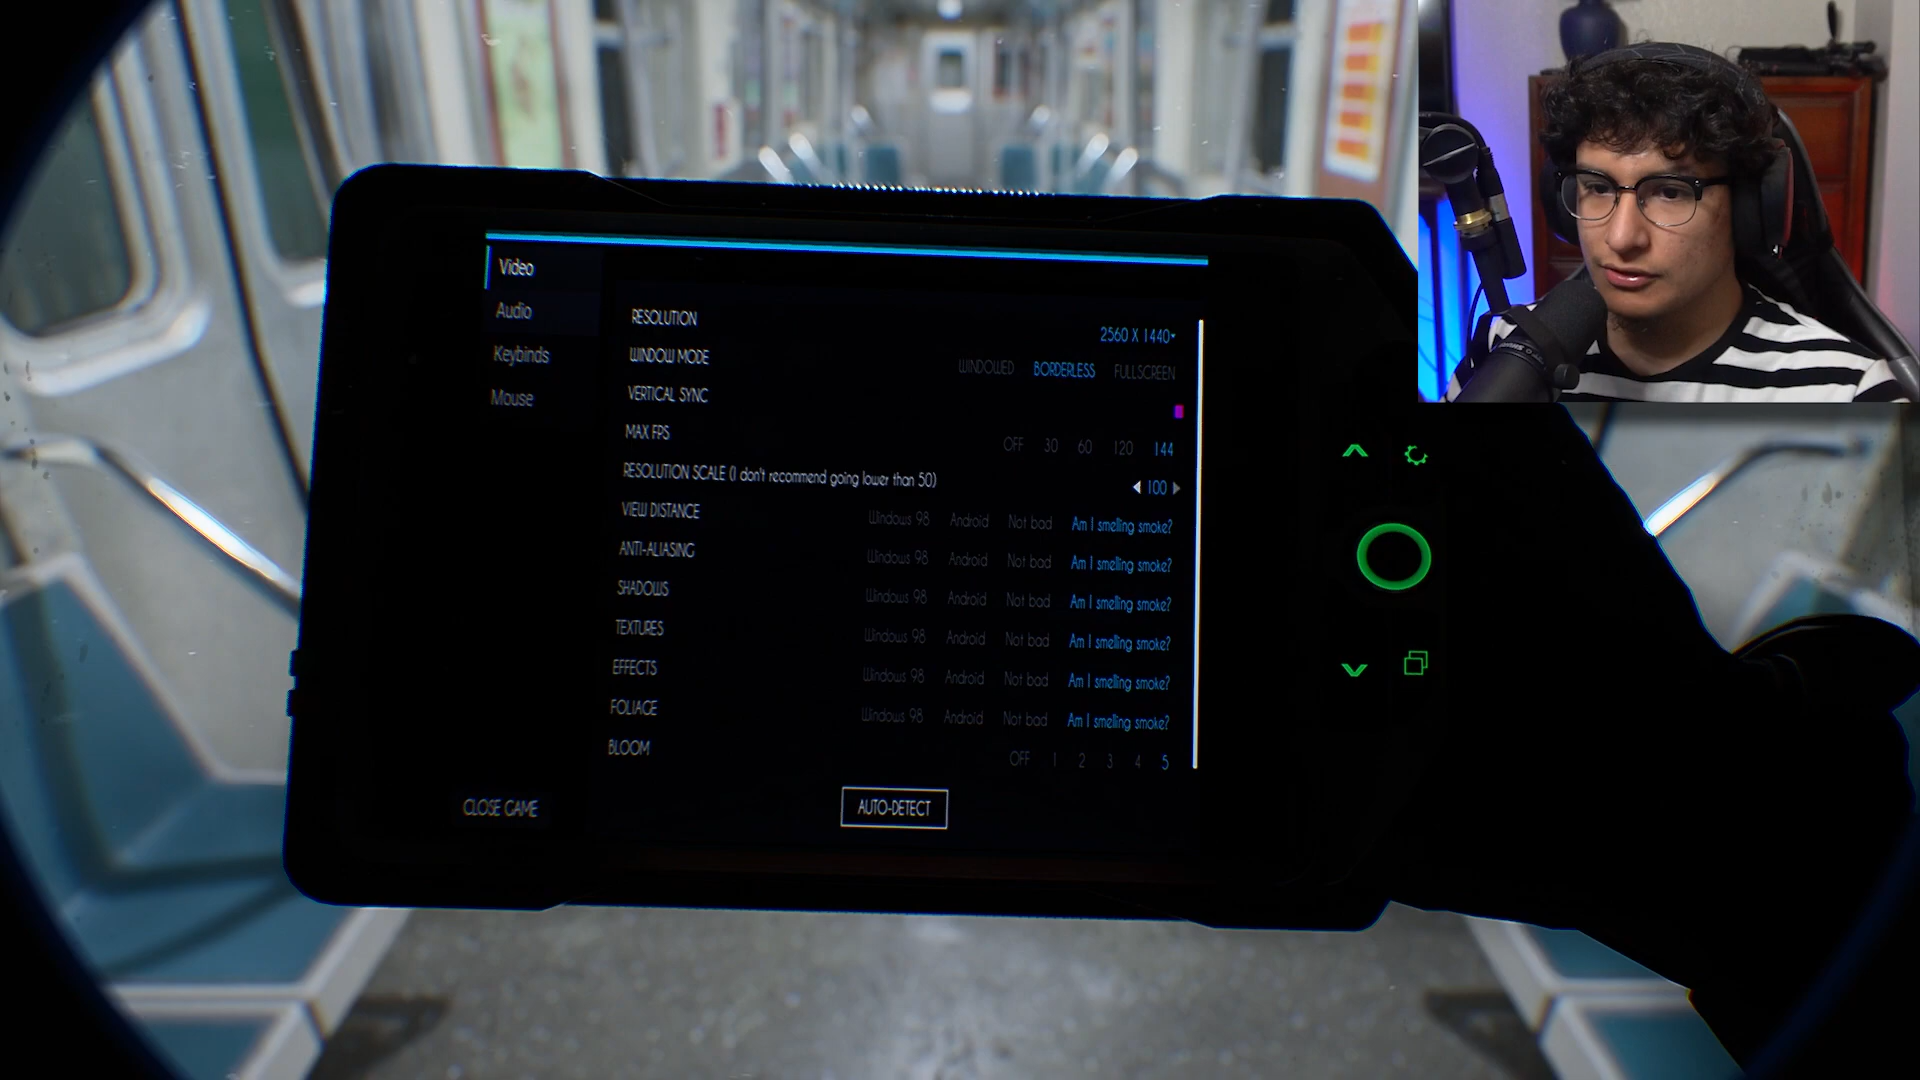 Video
Audio
Keybinds
Mouse
CLOSE GAME
RESOLUTION 2560 X 1440
WINDOW MODE WINDOWED BORDERLESS FULLSCREEN
VERTICAL SYNC
MAX FPS OFF 30 60 120 144
RESOLUTION SCALE (I don't recommend going lower than 50) 100
VIEW DISTANCE Windows 98 Android Not bad Am I smelling smoke?
ANTI-ALIASING Windows 98 Android Not bad Am I smelling smoke?
SHADOWS Windows 98 Android Not bad Am I smelling smoke?
TEXTURES Windows 98 Android Not bad Am I smelling smoke?
EFFECTS Windows 98 Android Not bad Am I smelling smoke?
FOLIAGE Windows 98 Android Not bad Am I smelling smoke?
BLOOM OFF 1 2 3 4 5
AUTO-DETECT